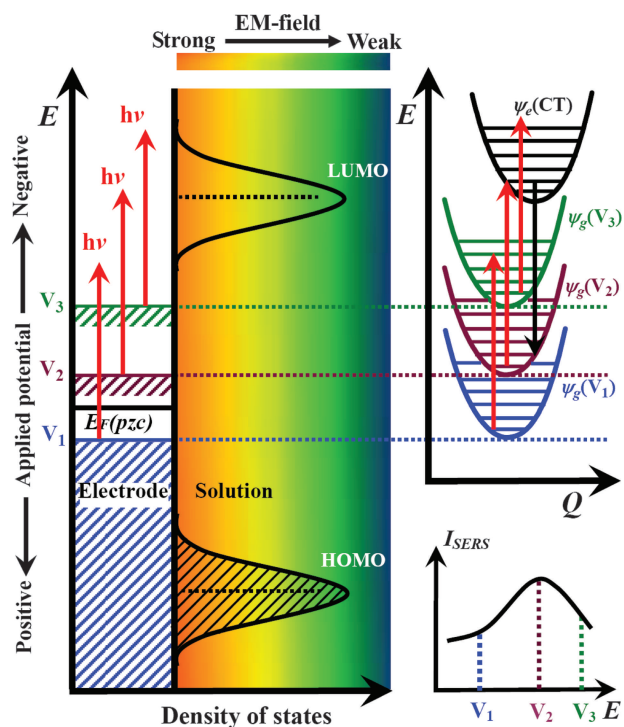 EM-field
Strong
Weak
E
Negative
Applied potential
Positive
hν
hν
hν
LUMO
V3
V2
EF(pzc)
V1
Electrode
Solution
HOMO
Density of states
E
ψe(CT)
ψg(V3)
ψg(V2)
ψg(V1)
Q
ISERS
V1
V2
V3
E